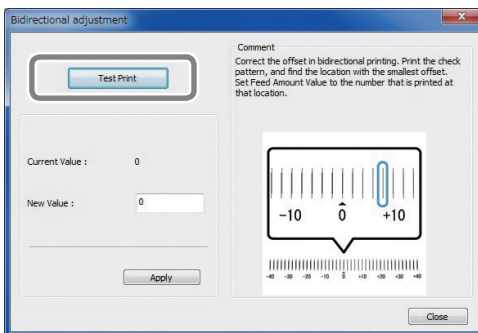 Bidirectional adjustment
Test Print
Current Value :
0
New Value :
0
Apply
Comment
Correct the offset in bidirectional printing. Print the check
pattern, and find the location with the smallest offset.
Set Feed Amount Value to the number that is printed at
that location.
-10 0 +10
-40 -30 -20 -10 0 +10 +20 +30 +40
Close